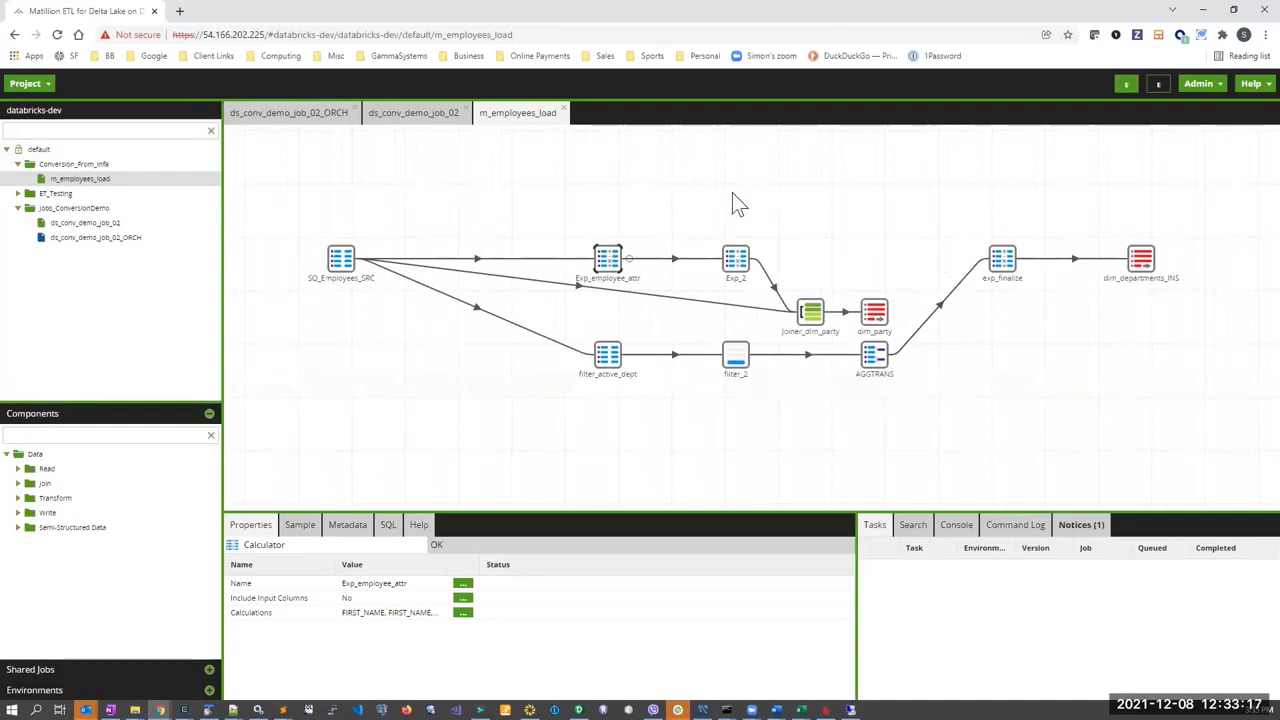 Matillion ETL for Delta Lake on D
Not secure
https://54.166.202.225/#databricks-dev/databricks-dev/default/m_employees_load
Apps
SF
BB
Google
Client Links
Company
Misc
GammaSystems
Business
Online Payments
Sales
Sports
Personal
Simon's zoom
DuckDuckGo — Pri...
1Password
Reading list
Project
Admin
Help
databricks-dev
ds_conv_demo_job_02_ORCH
ds_conv_demo_job_02
m_employees_load
default
Conversion_From_Infa
m_employees_load
ET_Testing
Jobs_ConversionDemo
ds_conv_demo_job_02
ds_conv_demo_job_02_ORCH
SQ_Employees_SRC
Exp_employee_attr
Exp_2
exp_finalize
dim_departments_INS
Joiner_dim_party
dim_party
filter_active_dept
filter_2
AGGTRANS
Components
Data
Read
Join
Transform
Write
Semi-Structured Data
Shared Jobs
Environments
Properties
Sample
Metadata
SQL
Help
Calculator
OK
Name
Value
Status
Name
Exp_employee_attr
...
Include Input Columns
No
...
Calculations
FIRST_NAME, FIRST_NAME,...
...
Tasks
Search
Console
Command Log
Notices (1)
Task
Environm...
Version
Job
Queued
Completed
2021-12-08 12:33:17